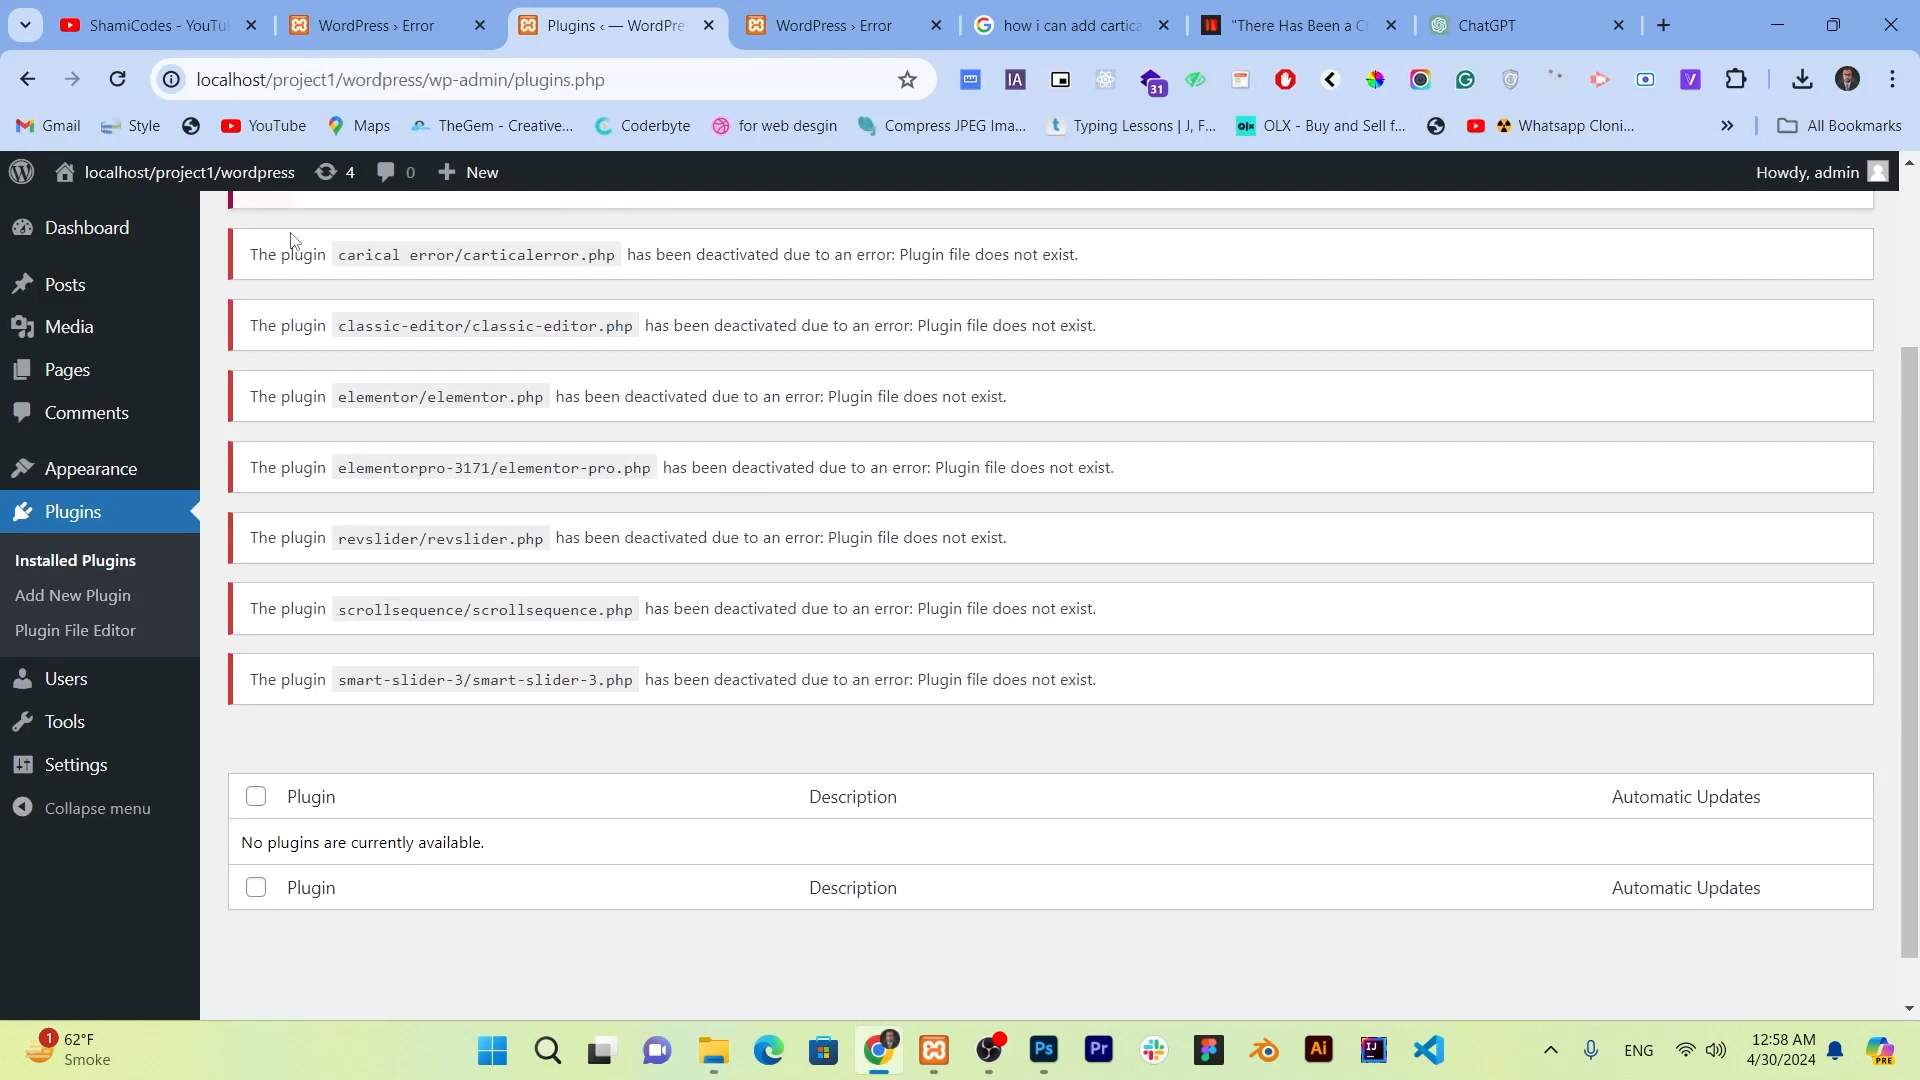 ShamiCodes - YouTu
WordPress › Error
Plugins ‹ — WordPre
WordPress › Error
how i can add cartica
"There Has Been a C
ChatGPT
localhost/project1/wordpress/wp-admin/plugins.php
IA
31
Gmail
Style
YouTube
Maps
TheGem - Creative...
Coderbyte
for web desgin
Compress JPEG Ima...
Typing Lessons | J, F...
OLX - Buy and Sell f...
Whatsapp Cloni...
All Bookmarks
localhost/project1/wordpress
4
0
New
Howdy, admin
Dashboard
Posts
Media
Pages
Comments
Appearance
Plugins
Installed Plugins
Add New Plugin
Plugin File Editor
Users
Tools
Settings
Collapse menu
The plugin carical error/carticalerror.php has been deactivated due to an error: Plugin file does not exist.
The plugin classic-editor/classic-editor.php has been deactivated due to an error: Plugin file does not exist.
The plugin elementor/elementor.php has been deactivated due to an error: Plugin file does not exist.
The plugin elementorpro-3171/elementor-pro.php has been deactivated due to an error: Plugin file does not exist.
The plugin revslider/revslider.php has been deactivated due to an error: Plugin file does not exist.
The plugin scrollsequence/scrollsequence.php has been deactivated due to an error: Plugin file does not exist.
The plugin smart-slider-3/smart-slider-3.php has been deactivated due to an error: Plugin file does not exist.
Plugin Description Automatic Updates
No plugins are currently available.
Plugin Description Automatic Updates
1
62°F
Smoke
Ps
Pr
Ai
IJ
ENG
12:58 AM
4/30/2024
PRE